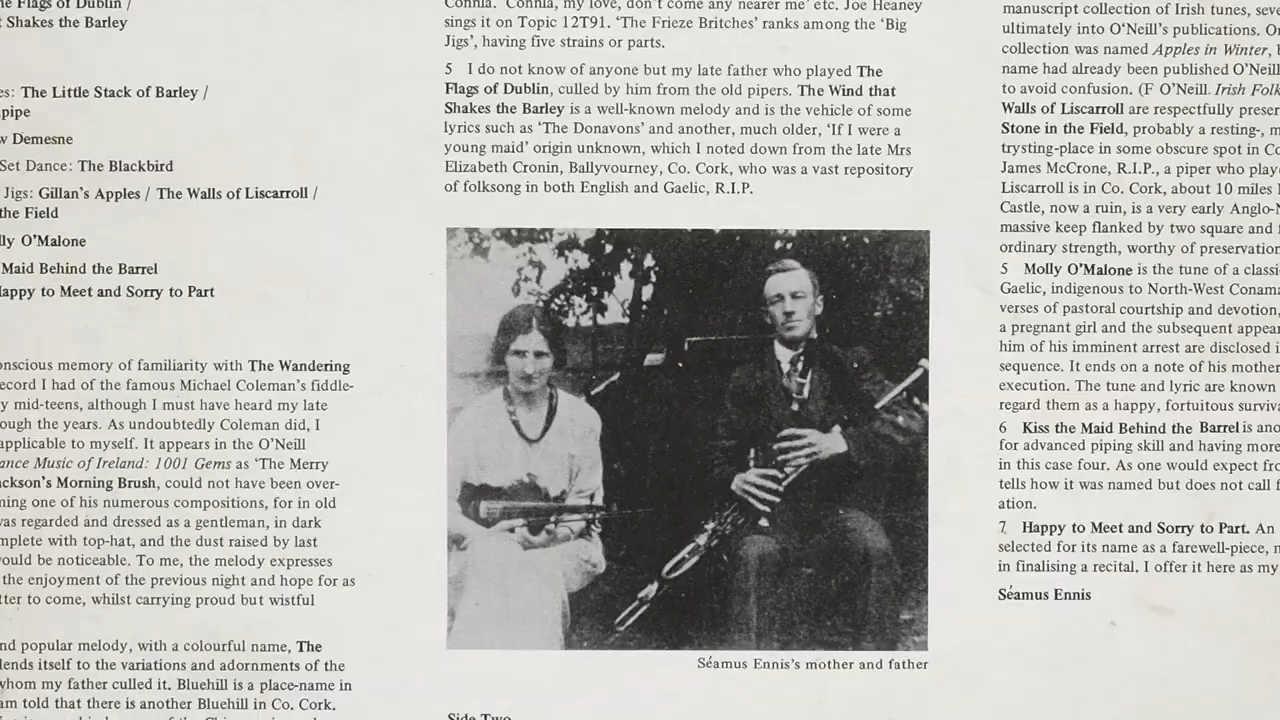 he Flags of Dublin /
t Shakes the Barley
es: The Little Stack of Barley /
pipe
w Demesne
Set Dance: The Blackbird
Jigs: Gillan's Apples / The Walls of Liscarroll /
the Field
lly O'Malone
Maid Behind the Barrel
Happy to Meet and Sorry to Part
onscious memory of familiarity with The Wandering
ecord I had of the famous Michael Coleman's fiddle-
y mid-teens, although I must have heard my late
ough the years. As undoubtedly Coleman did, I
applicable to myself. It appears in the O'Neill
ance Music of Ireland: 1001 Gems as 'The Merry
ackson's Morning Brush, could not have been over-
ning one of his numerous compositions, for in old
was regarded and dressed as a gentleman, in dark
mplete with top-hat, and the dust raised by last
would be noticeable. To me, the melody expresses
the enjoyment of the previous night and hope for as
tter to come, whilst carrying proud but wistful
nd popular melody, with a colourful name, The
lends itself to the variations and adornments of the
whom my father culled it. Bluehill is a place-name in
am told that there is another Bluehill in Co. Cork.
Connla. 'Connla, my love, don't come any nearer me' etc. Joe Heaney
sings it on Topic 12T91. 'The Frieze Britches' ranks among the 'Big
Jigs', having five strains or parts.
5 I do not know of anyone but my late father who played The
Flags of Dublin, culled by him from the old pipers. The Wind that
Shakes the Barley is a well-known melody and is the vehicle of some
lyrics such as 'The Donavons' and another, much older, 'If I were a
young maid' origin unknown, which I noted down from the late Mrs
Elizabeth Cronin, Ballyvourney, Co. Cork, who was a vast repository
of folksong in both English and Gaelic, R.I.P.
Séamus Ennis's mother and father
Side Two
manuscript collection of Irish tunes, seve
ultimately into O'Neill's publications. On
collection was named Apples in Winter, b
name had already been published O'Neill
to avoid confusion. (F O'Neill. Irish Folk
Walls of Liscarroll are respectfully presen
Stone in the Field, probably a resting-, m
trysting-place in some obscure spot in Co
James McCrone, R.I.P., a piper who playe
Liscarroll is in Co. Cork, about 10 miles
Castle, now a ruin, is a very early Anglo-N
massive keep flanked by two square and
ordinary strength, worthy of preservation
5 Molly O'Malone is the tune of a classi
Gaelic, indigenous to North-West Conama
verses of pastoral courtship and devotion,
a pregnant girl and the subsequent appear
him of his imminent arrest are disclosed i
sequence. It ends on a note of his mother
execution. The tune and lyric are known
regard them as a happy, fortuitous surviva
6 Kiss the Maid Behind the Barrel is ano
for advanced piping skill and having more
in this case four. As one would expect fro
tells how it was named but does not call f
ation.
7 Happy to Meet and Sorry to Part. An
selected for its name as a farewell-piece, n
in finalising a recital, I offer it here as my
Séamus Ennis